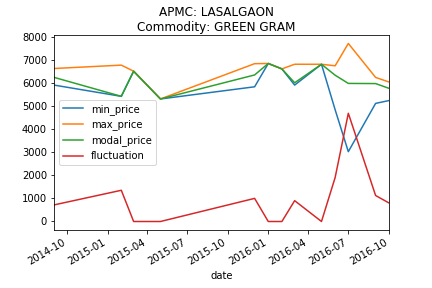 APMC: LASALGAON
Commodity: GREEN GRAM
8000
7000
6000
5000
4000
3000
2000
1000
0
min_price
max_price
modal_price
fluctuation
2014-10
2015-01
2015-04
2015-07
2015-10
2016-01
2016-04
2016-07
2016-10
date